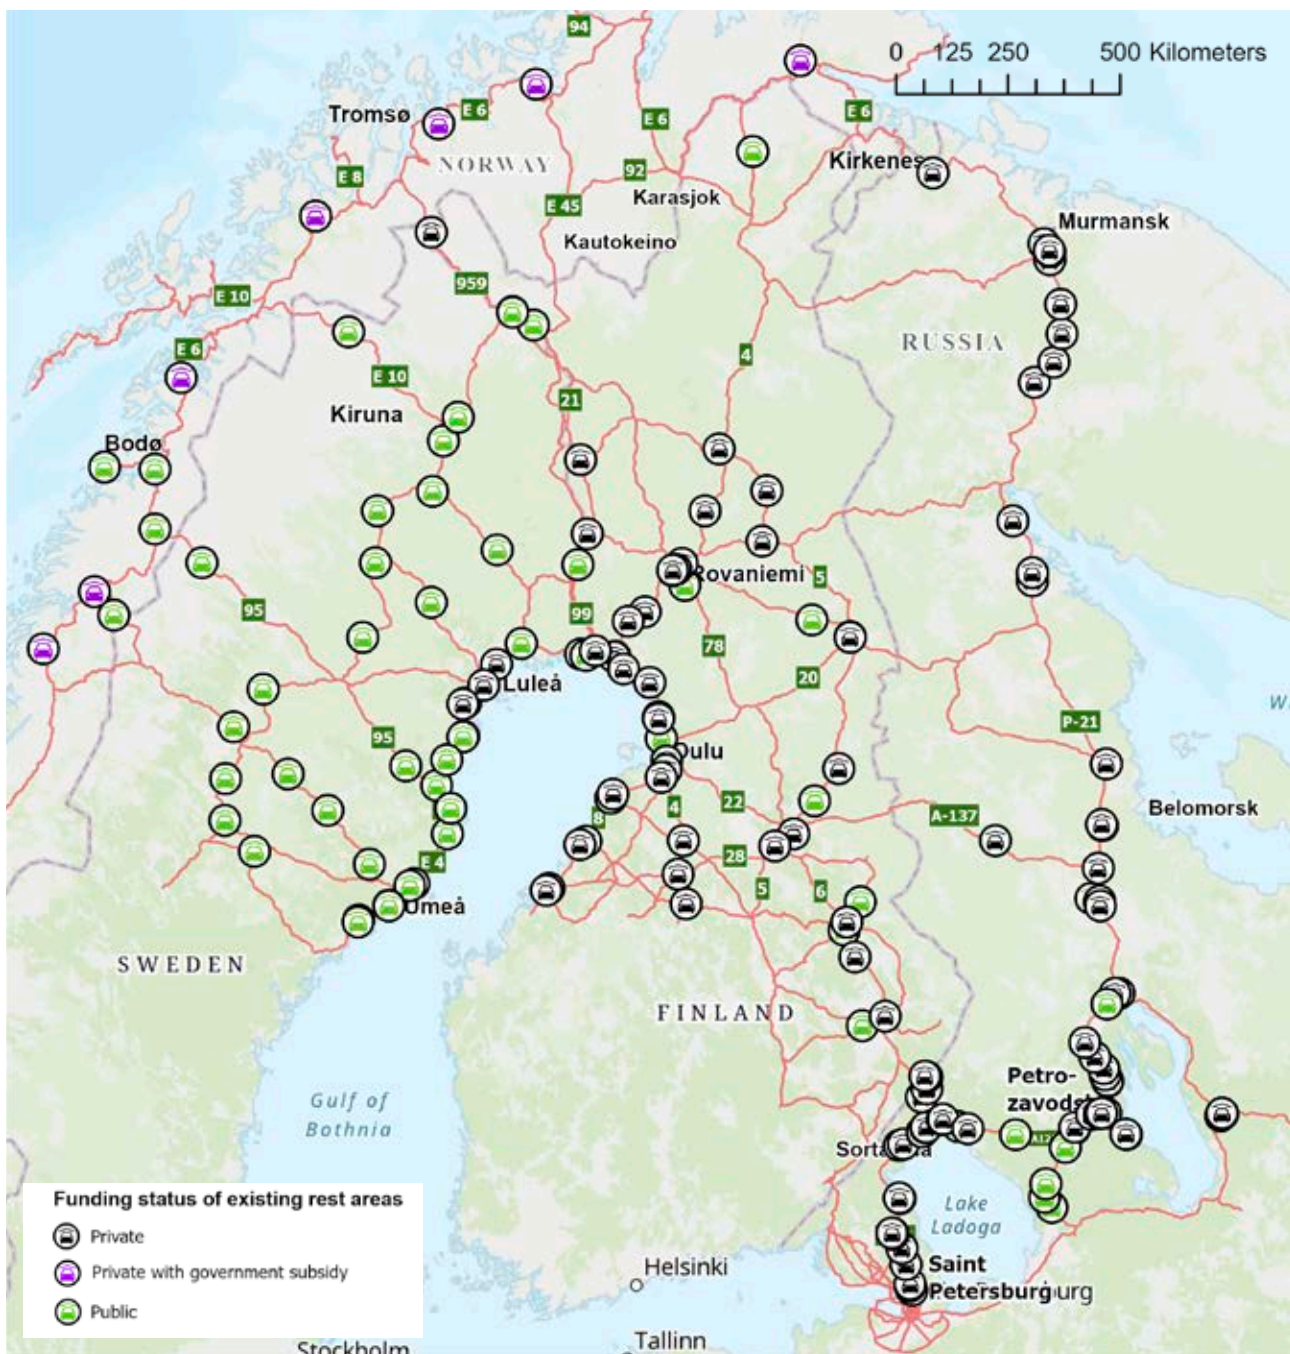 94
0 125 250 500 Kilometers
Tromsø
E 6
E 6
E 6
NORWAY
Kirkenes
92
E 8
Karasjok
E 45
Murmansk
Kautokeino
959
E 10
RUSSIA
E 6
4
E 10
21
Kiruna
Bodø
Rovaniemi
5
95
99
78
20
Luleå
P-21
95
Oulu
22
4
8
A-137
Belomorsk
28
E 4
5
6
Umeå
SWEDEN
FINLAND
Petro-
zavodsk
Gulf of
Bothnia
Lake
Ladoga
Funding status of existing rest areas
Private
Private with government subsidy
Public
Helsinki
Saint
Petersburg
Tallinn
Stockholm